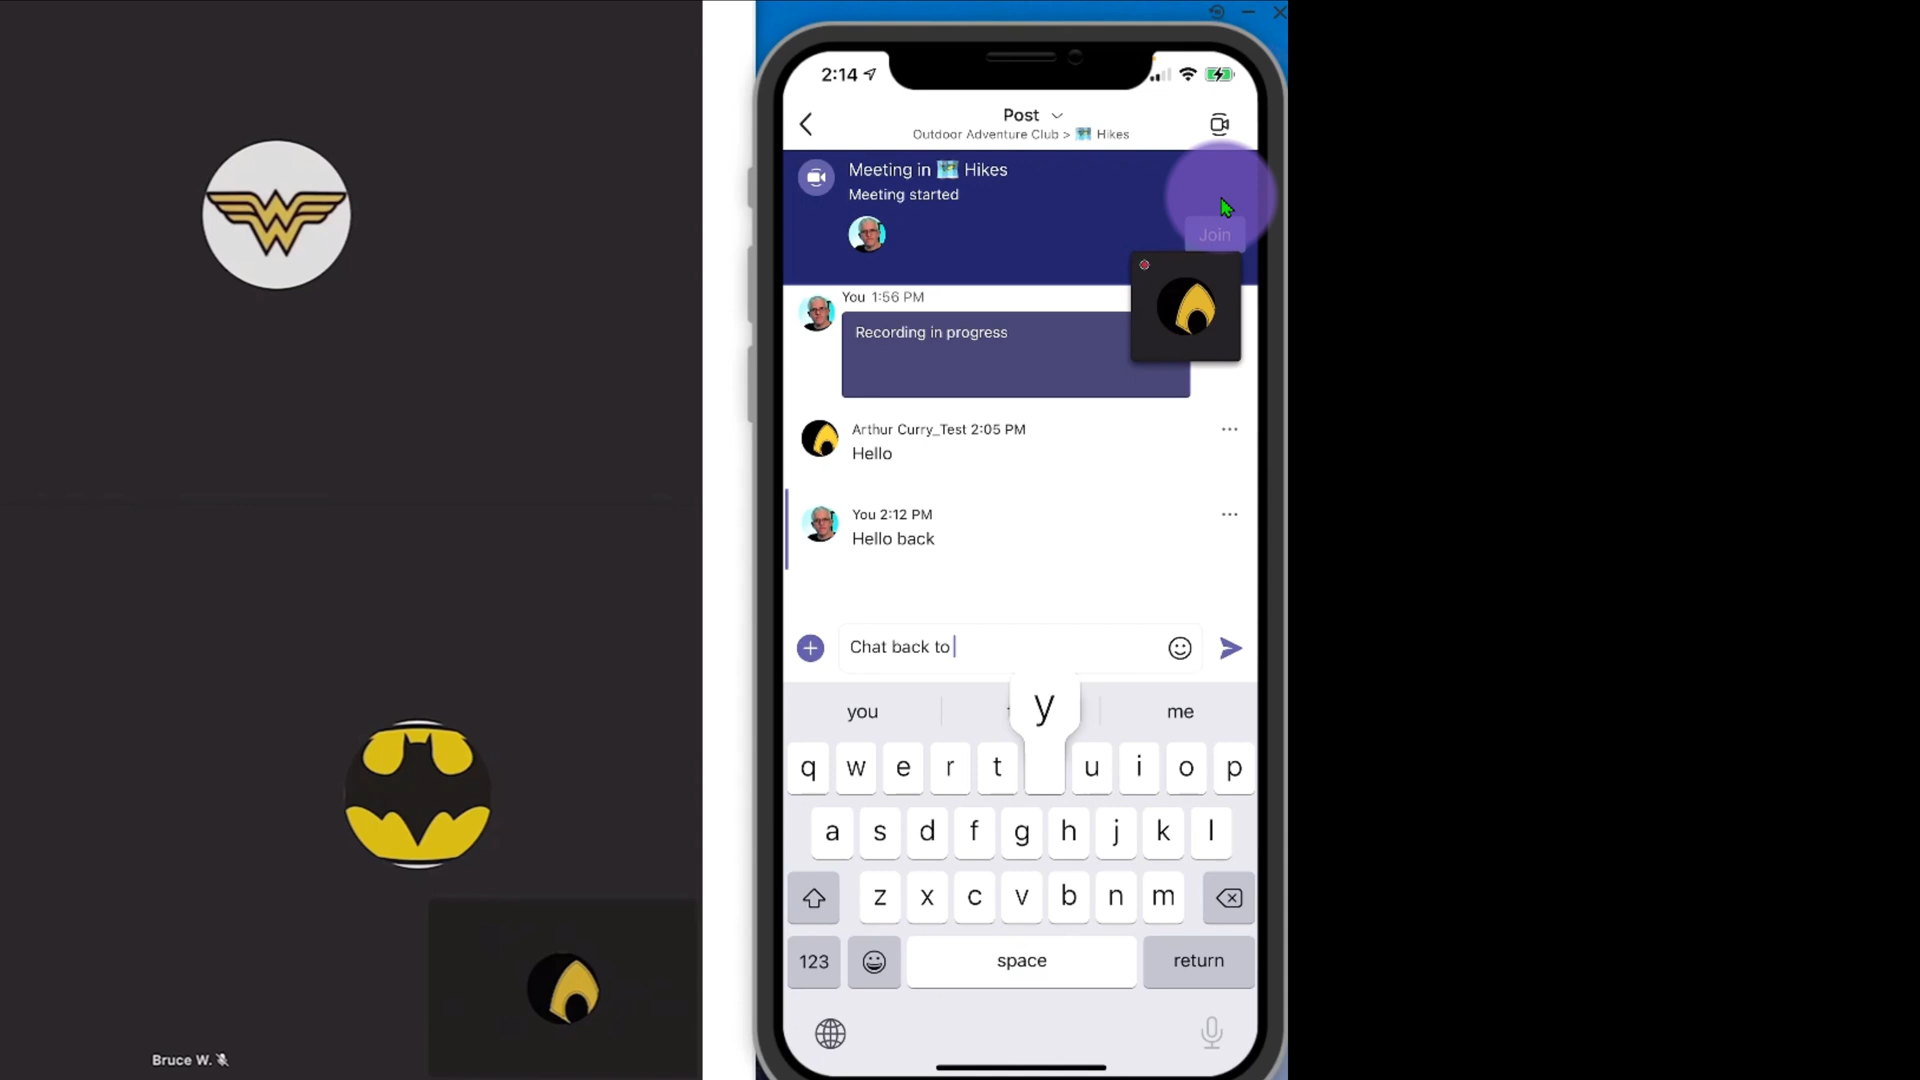 2:14
Post
Outdoor Adventure Club > Hikes
Meeting in Hikes
Meeting started
Join
You 1:56 PM
Recording in progress
Arthur Curry_Test 2:05 PM
Hello
You 2:12 PM
Hello back
Chat back to
you me
y
q w e r t u i o p
a s d f g h j k l
z x c v b n m
123 space return
Bruce W.